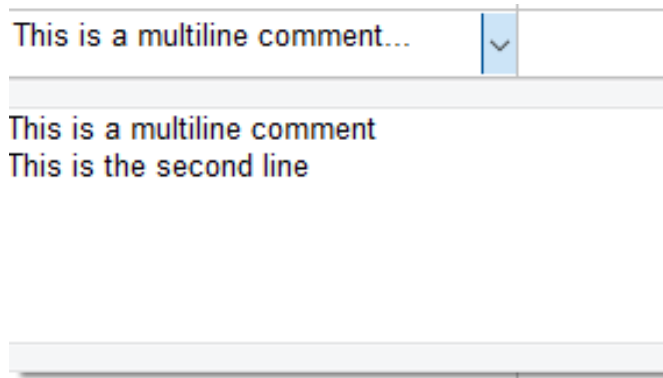 This is a multiline comment...
This is a multiline comment
This is the second line